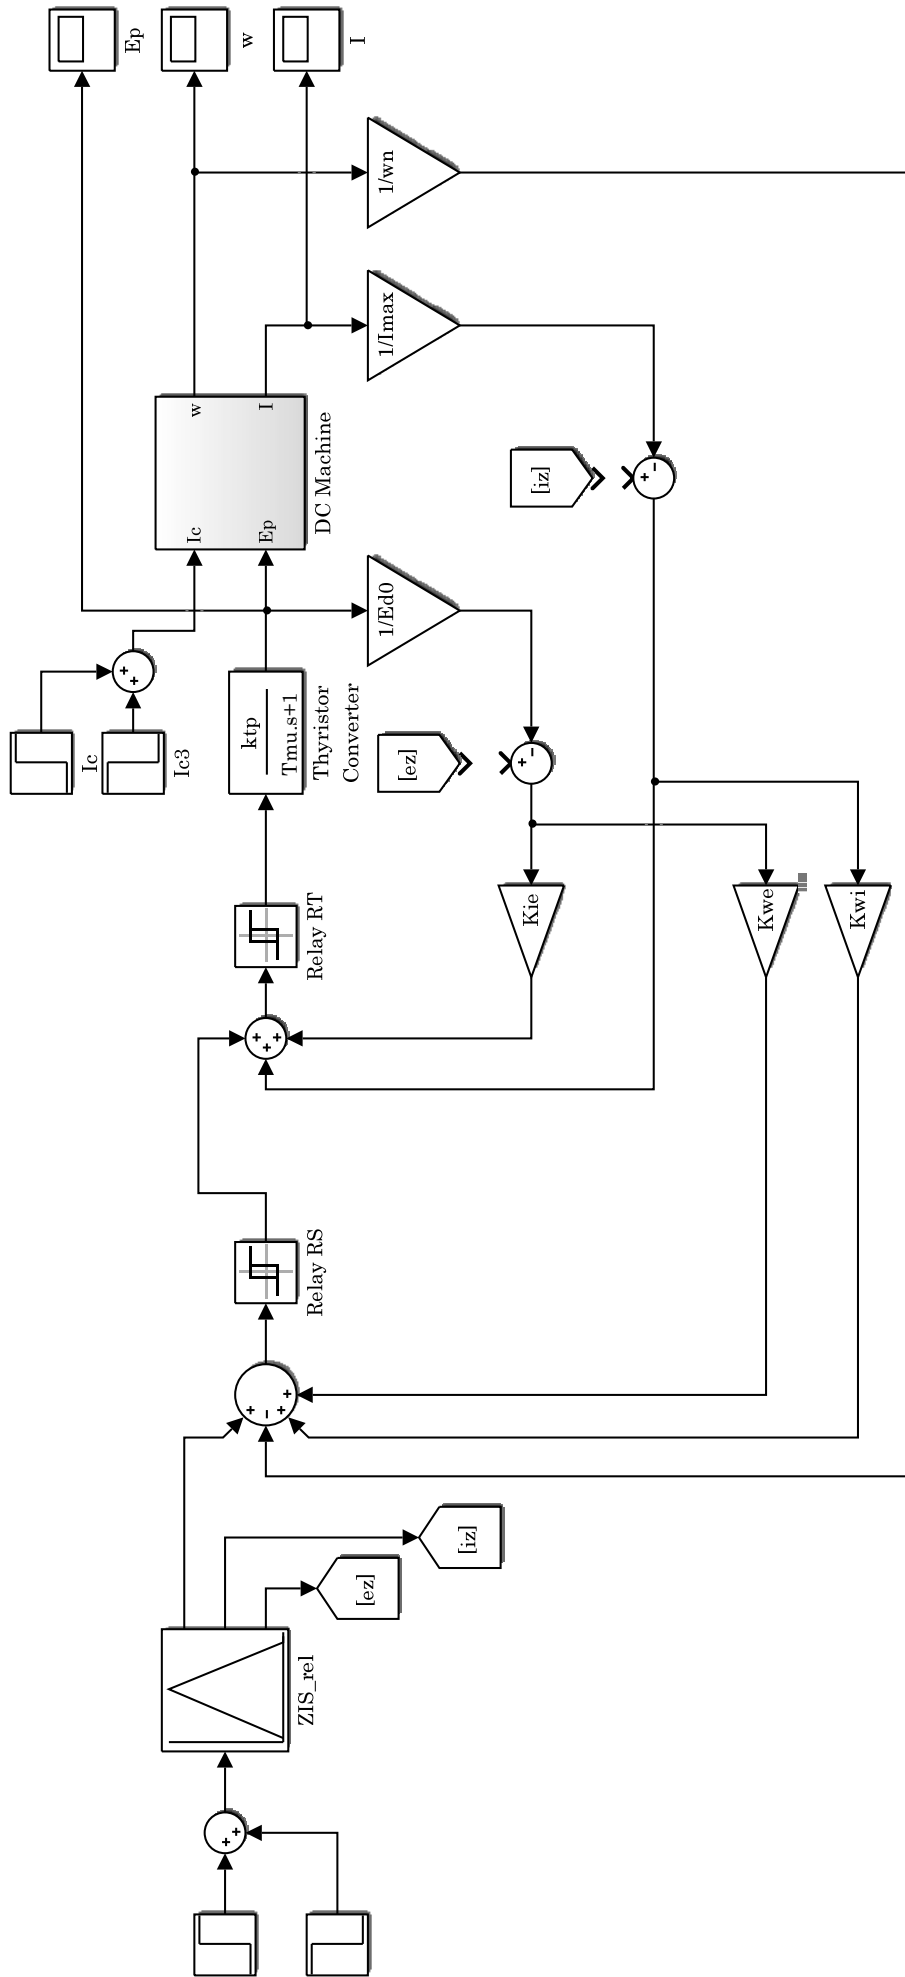 Ep
w
I
1/wn
1/Imax
w
I
Ic
Ep
DC Machine
[iz]
+
−
1/Ed0
+
+
Ic
Ic3
ktp
Tmu.s+1
Thyristor
Converter
[ez]
+
−
Kie
Kwe
Kwi
Relay RT
+
+
+
Relay RS
+
−
+
+
[iz]
[ez]
ZIS_rel
+
+